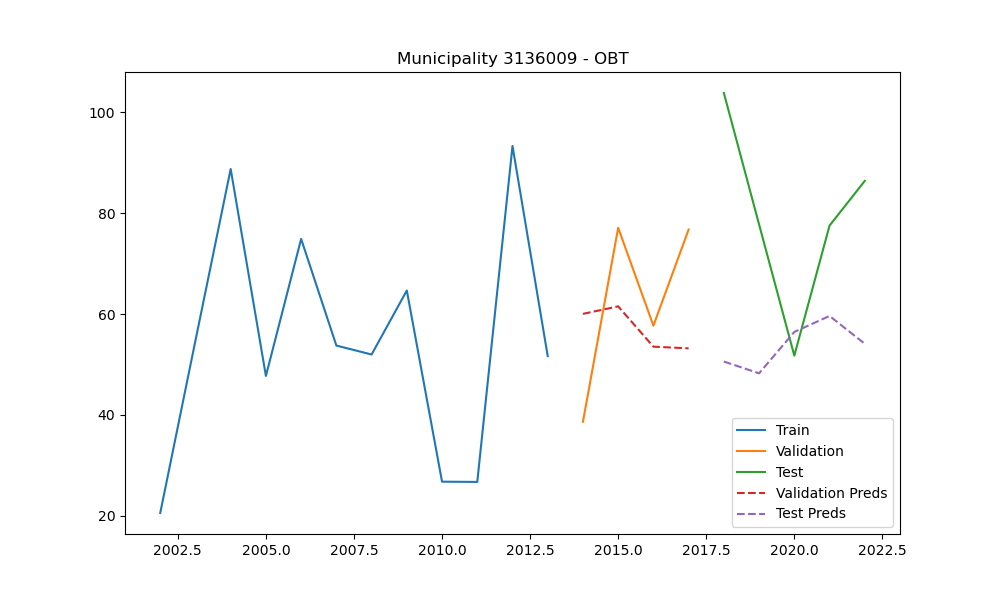 Municipality 3136009 - OBT
100
80
60
40
20
2002.5 2005.0 2007.5 2010.0 2012.5 2015.0 2017.5 2020.0 2022.5
Train
Validation
Test
Validation Preds
Test Preds